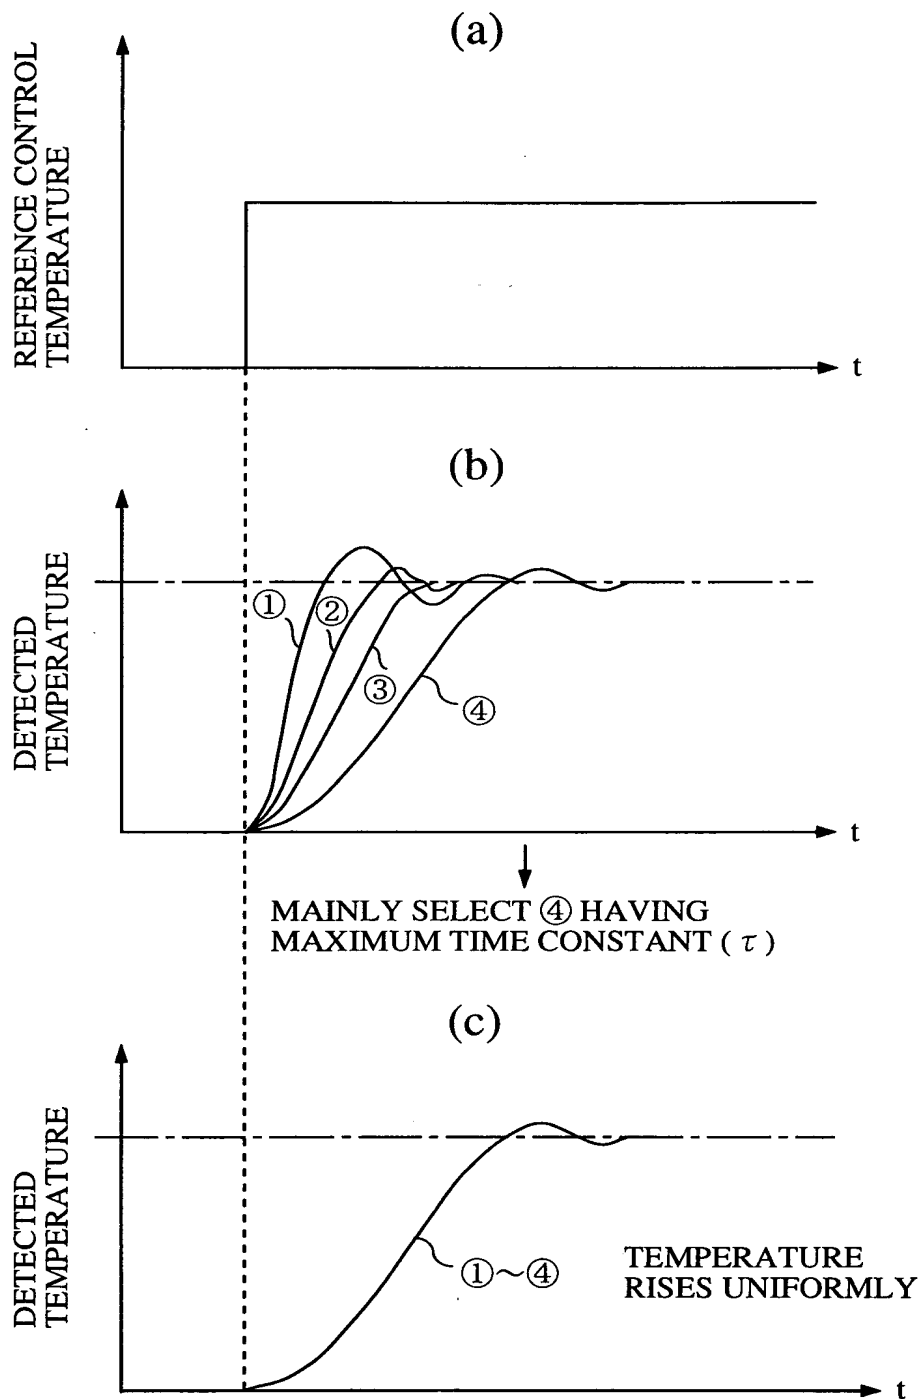 (a)
REFERENCE CONTROL
TEMPERATURE
t
(b)
DETECTED
TEMPERATURE
①
②
③
④
t
MAINLY SELECT ④ HAVING
MAXIMUM TIME CONSTANT ( τ )
(c)
DETECTED
TEMPERATURE
①~④
TEMPERATURE
RISES UNIFORMLY
t